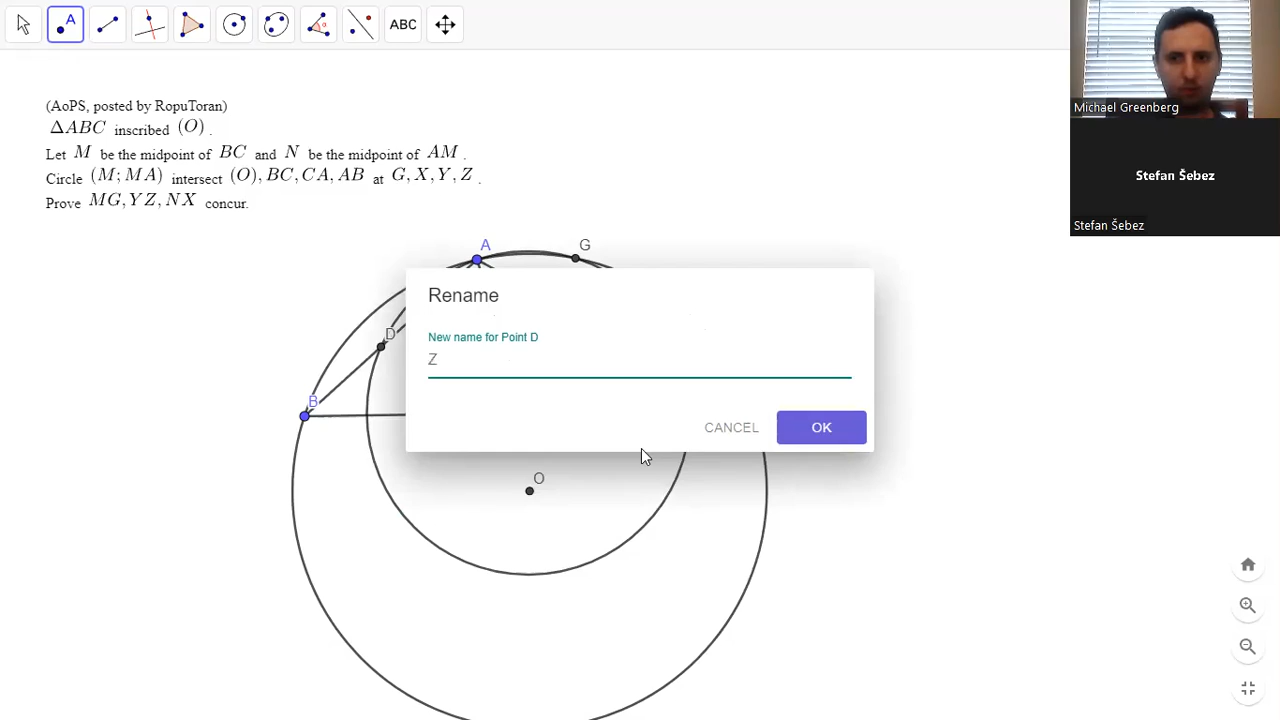 A
ABC
Michael Greenberg
(AoPS, posted by RopuToran)
ΔABC inscribed (O) .
Let M be the midpoint of BC and N be the midpoint of AM .
Circle (M; MA) intersect (O), BC, CA, AB at G, X, Y, Z .
Prove MG, YZ, NX concur.
Stefan Šebez
Stefan Šebez
A
G
Rename
D
New name for Point D
Z
B
CANCEL
OK
O